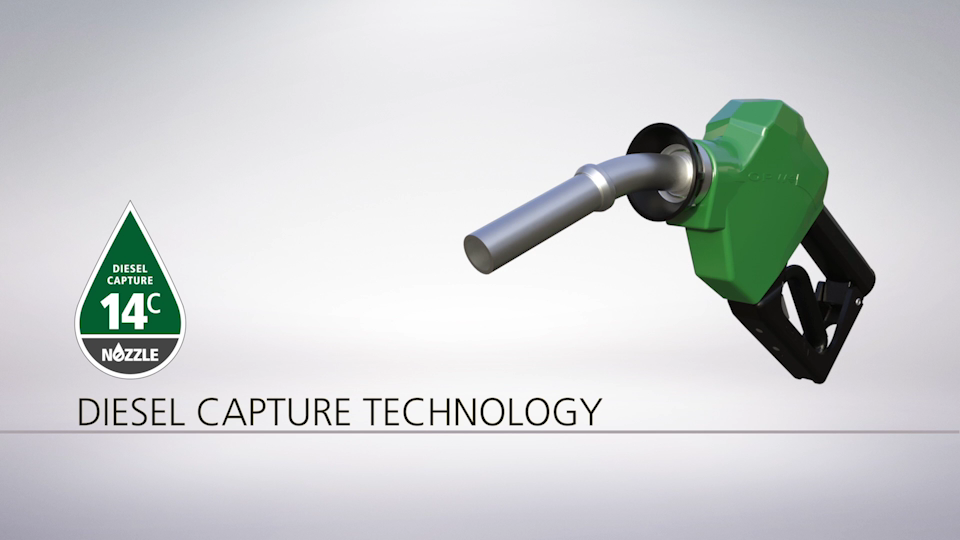 DIESEL
CAPTURE
14C
NOZZLE
DIESEL CAPTURE TECHNOLOGY